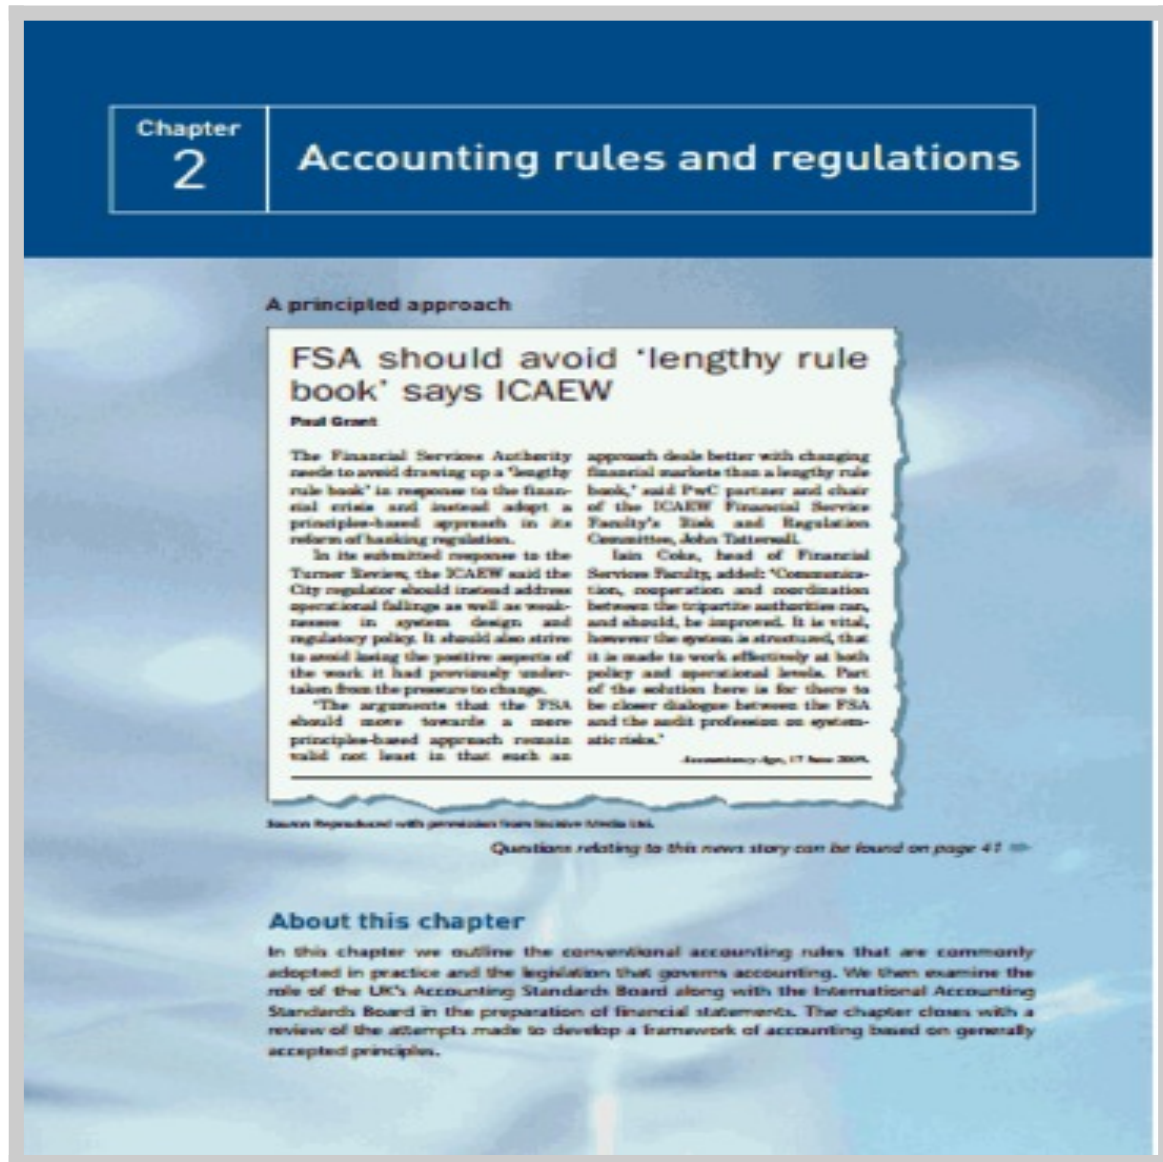 Chapter
2
Accounting rules and regulations
A principled approach
FSA should avoid ‘lengthy rule
book’ says ICAEW
Paul Grant
The Financial Services Authority
needs to avoid drawing up a ‘lengthy
rule book’ in response to the finan-
cial crisis and instead adopt a
principles-based approach in its
reform of banking regulation.
In its submitted response to the
Turner Review, the ICAEW said the
City regulator should instead address
operational failings as well as weak-
nesses in system design and
regulatory policy. It should also strive
to avoid losing the positive aspects of
the work it had previously under-
taken from the pressure to change.
‘The arguments that the FSA
should move towards a more
principles-based approach remain
valid not least in that such an
approach deals better with changing
financial markets than a lengthy rule
book,’ said PwC partner and chair
of the ICAEW Financial Service
Faculty’s Risk and Regulation
Committee, John Tattersall.
Iain Coke, head of Financial
Services Faculty, added: ‘Communica-
tion, cooperation and coordination
between the tripartite authorities can,
and should, be improved. It is vital,
however the system is structured, that
it is made to work effectively at both
policy and operational levels. Part
of the solution here is for there to
be closer dialogue between the FSA
and the audit profession on system-
atic risks.’
Accountancy Age, 17 June 2009.
Source: Reproduced with permission from Incisive Media Ltd.
Questions relating to this news story can be found on page 41
About this chapter
In this chapter we outline the conventional accounting rules that are commonly
adopted in practice and the legislation that governs accounting. We then examine the
role of the UK’s Accounting Standards Board along with the International Accounting
Standards Board in the preparation of financial statements. The chapter closes with a
review of the attempts made to develop a framework of accounting based on generally
accepted principles.